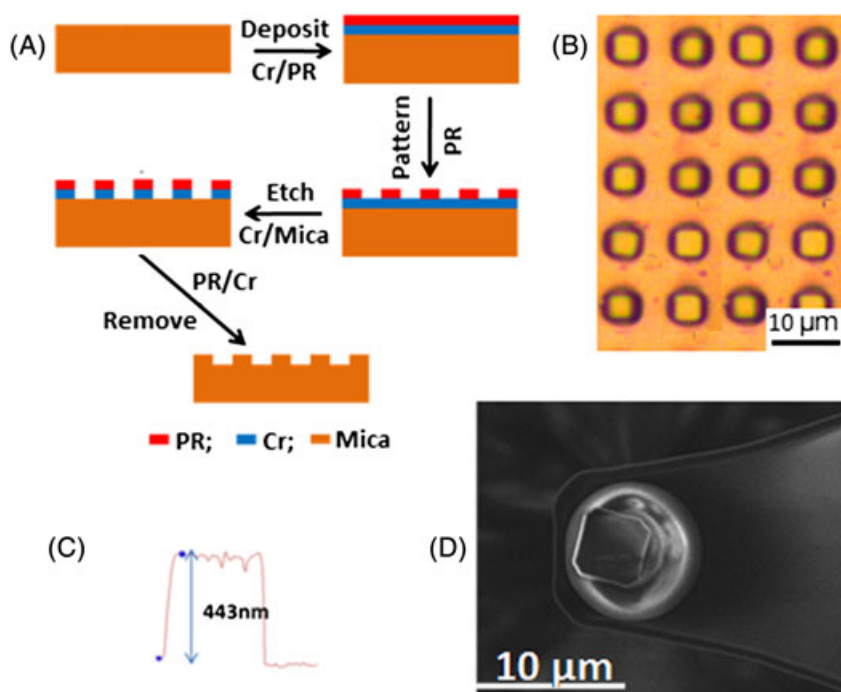 (A)
Deposit
Cr/PR
Pattern
PR
Etch
Cr/Mica
PR/Cr
Remove
PR; Cr; Mica
(B)
10 µm
(C)
443nm
(D)
10 µm